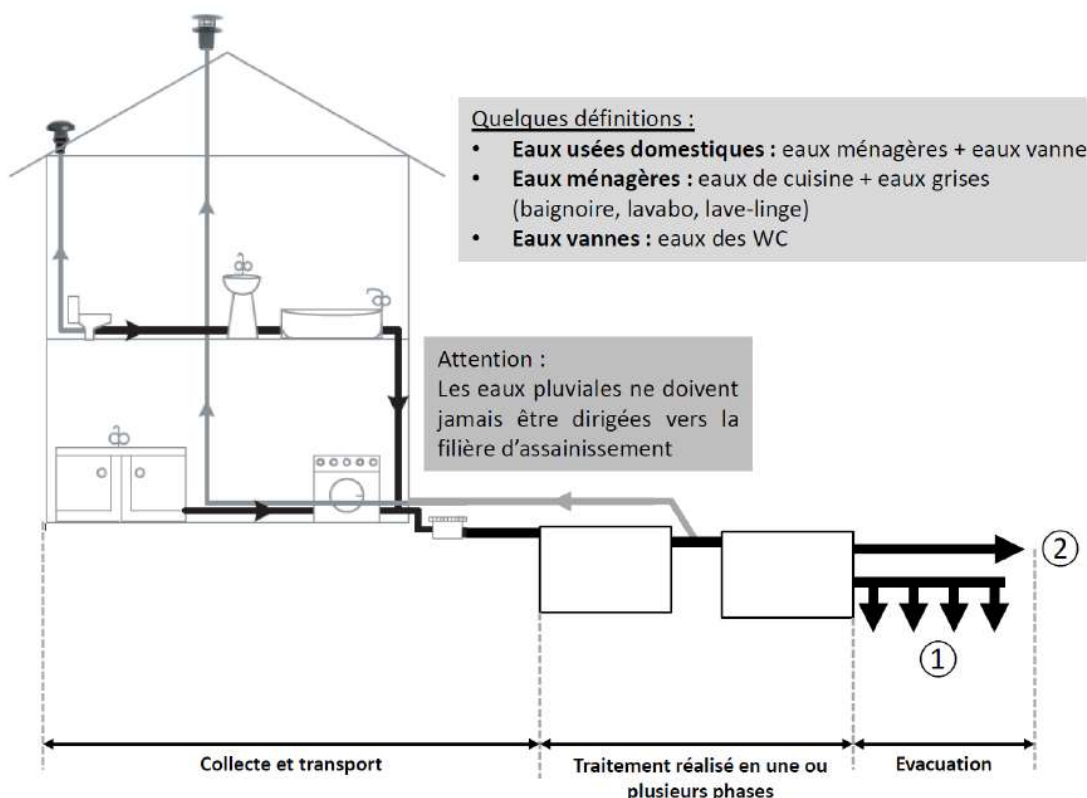 Quelques définitions :
• Eaux usées domestiques : eaux ménagères + eaux vanne
• Eaux ménagères : eaux de cuisine + eaux grises
(baignoire, lavabo, lave-linge)
• Eaux vannes : eaux des WC
Attention :
Les eaux pluviales ne doivent
jamais être dirigées vers la
filière d'assainissement
2
1
Collecte et transport
Traitement réalisé en une ou
plusieurs phases
Evacuation